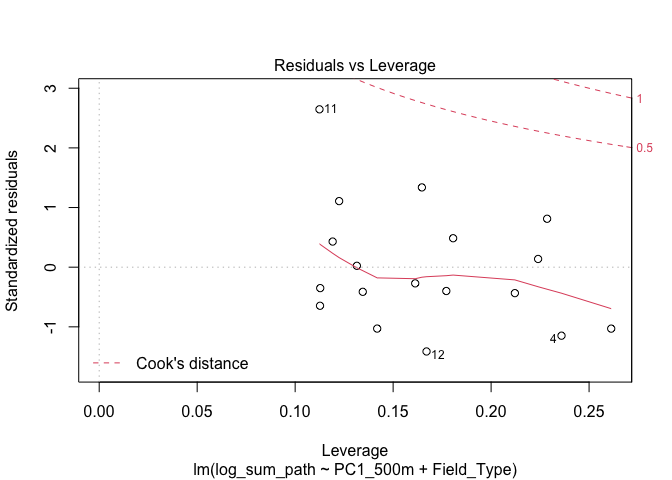 Residuals vs Leverage
Standardized residuals
3
2
1
0
-1
11
12
4
1
0.5
Cook's distance
0.00 0.05 0.10 0.15 0.20 0.25
Leverage
lm(log_sum_path ~ PC1_500m + Field_Type)